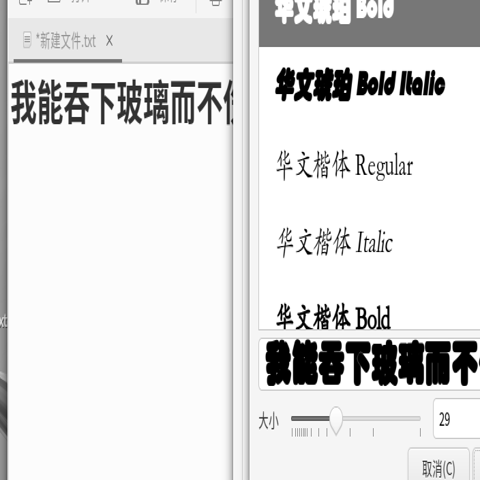 *新建文件.txt
我能吞下玻璃而不
华文琥珀 Bold
华文琥珀 Bold Italic
华文楷体 Regular
华文楷体 Italic
华文楷体 Bold
我能吞下玻璃而不
大小
29
取消(C)